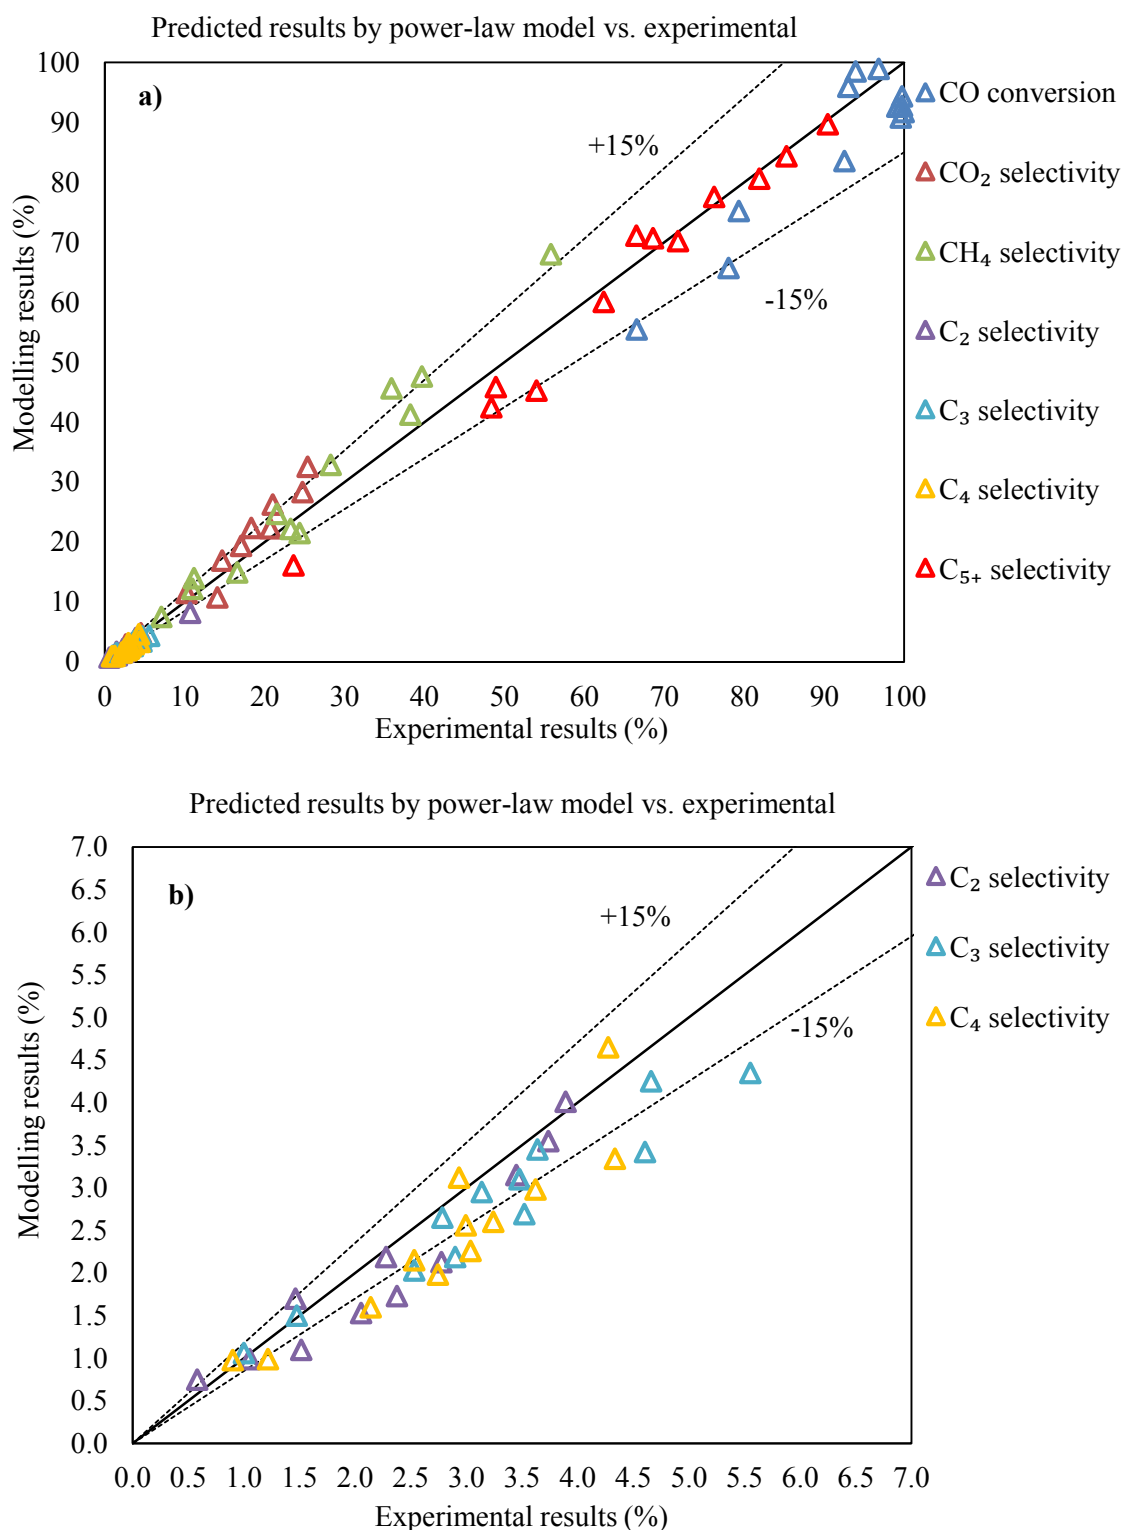 Predicted results by power-law model vs. experimental
a)
100
90
80
70
60
50
40
30
20
10
0
Modelling results (%)
+15%
-15%
0 10 20 30 40 50 60 70 80 90 100
Experimental results (%)
CO conversion
CO₂ selectivity
CH₄ selectivity
C₂ selectivity
C₃ selectivity
C₄ selectivity
C₅₊ selectivity
Predicted results by power-law model vs. experimental
b)
7.0
6.5
6.0
5.5
5.0
4.5
4.0
3.5
3.0
2.5
2.0
1.5
1.0
0.5
0.0
Modelling results (%)
+15%
-15%
0.0 0.5 1.0 1.5 2.0 2.5 3.0 3.5 4.0 4.5 5.0 5.5 6.0 6.5 7.0
Experimental results (%)
C₂ selectivity
C₃ selectivity
C₄ selectivity